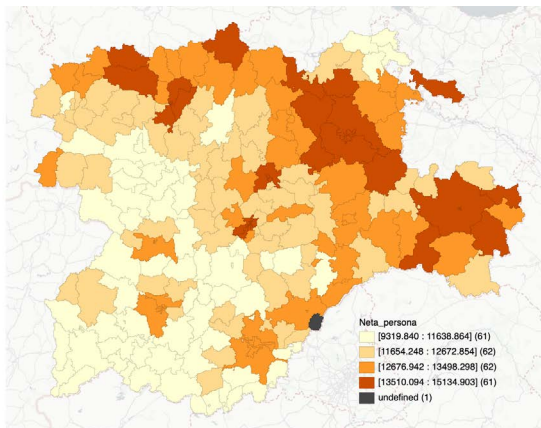 Neta_persona
[9319.840 : 11638.864] (61)
[11654.248 : 12672.854] (62)
[12676.942 : 13498.298] (62)
[13510.094 : 15134.903] (61)
undefined (1)